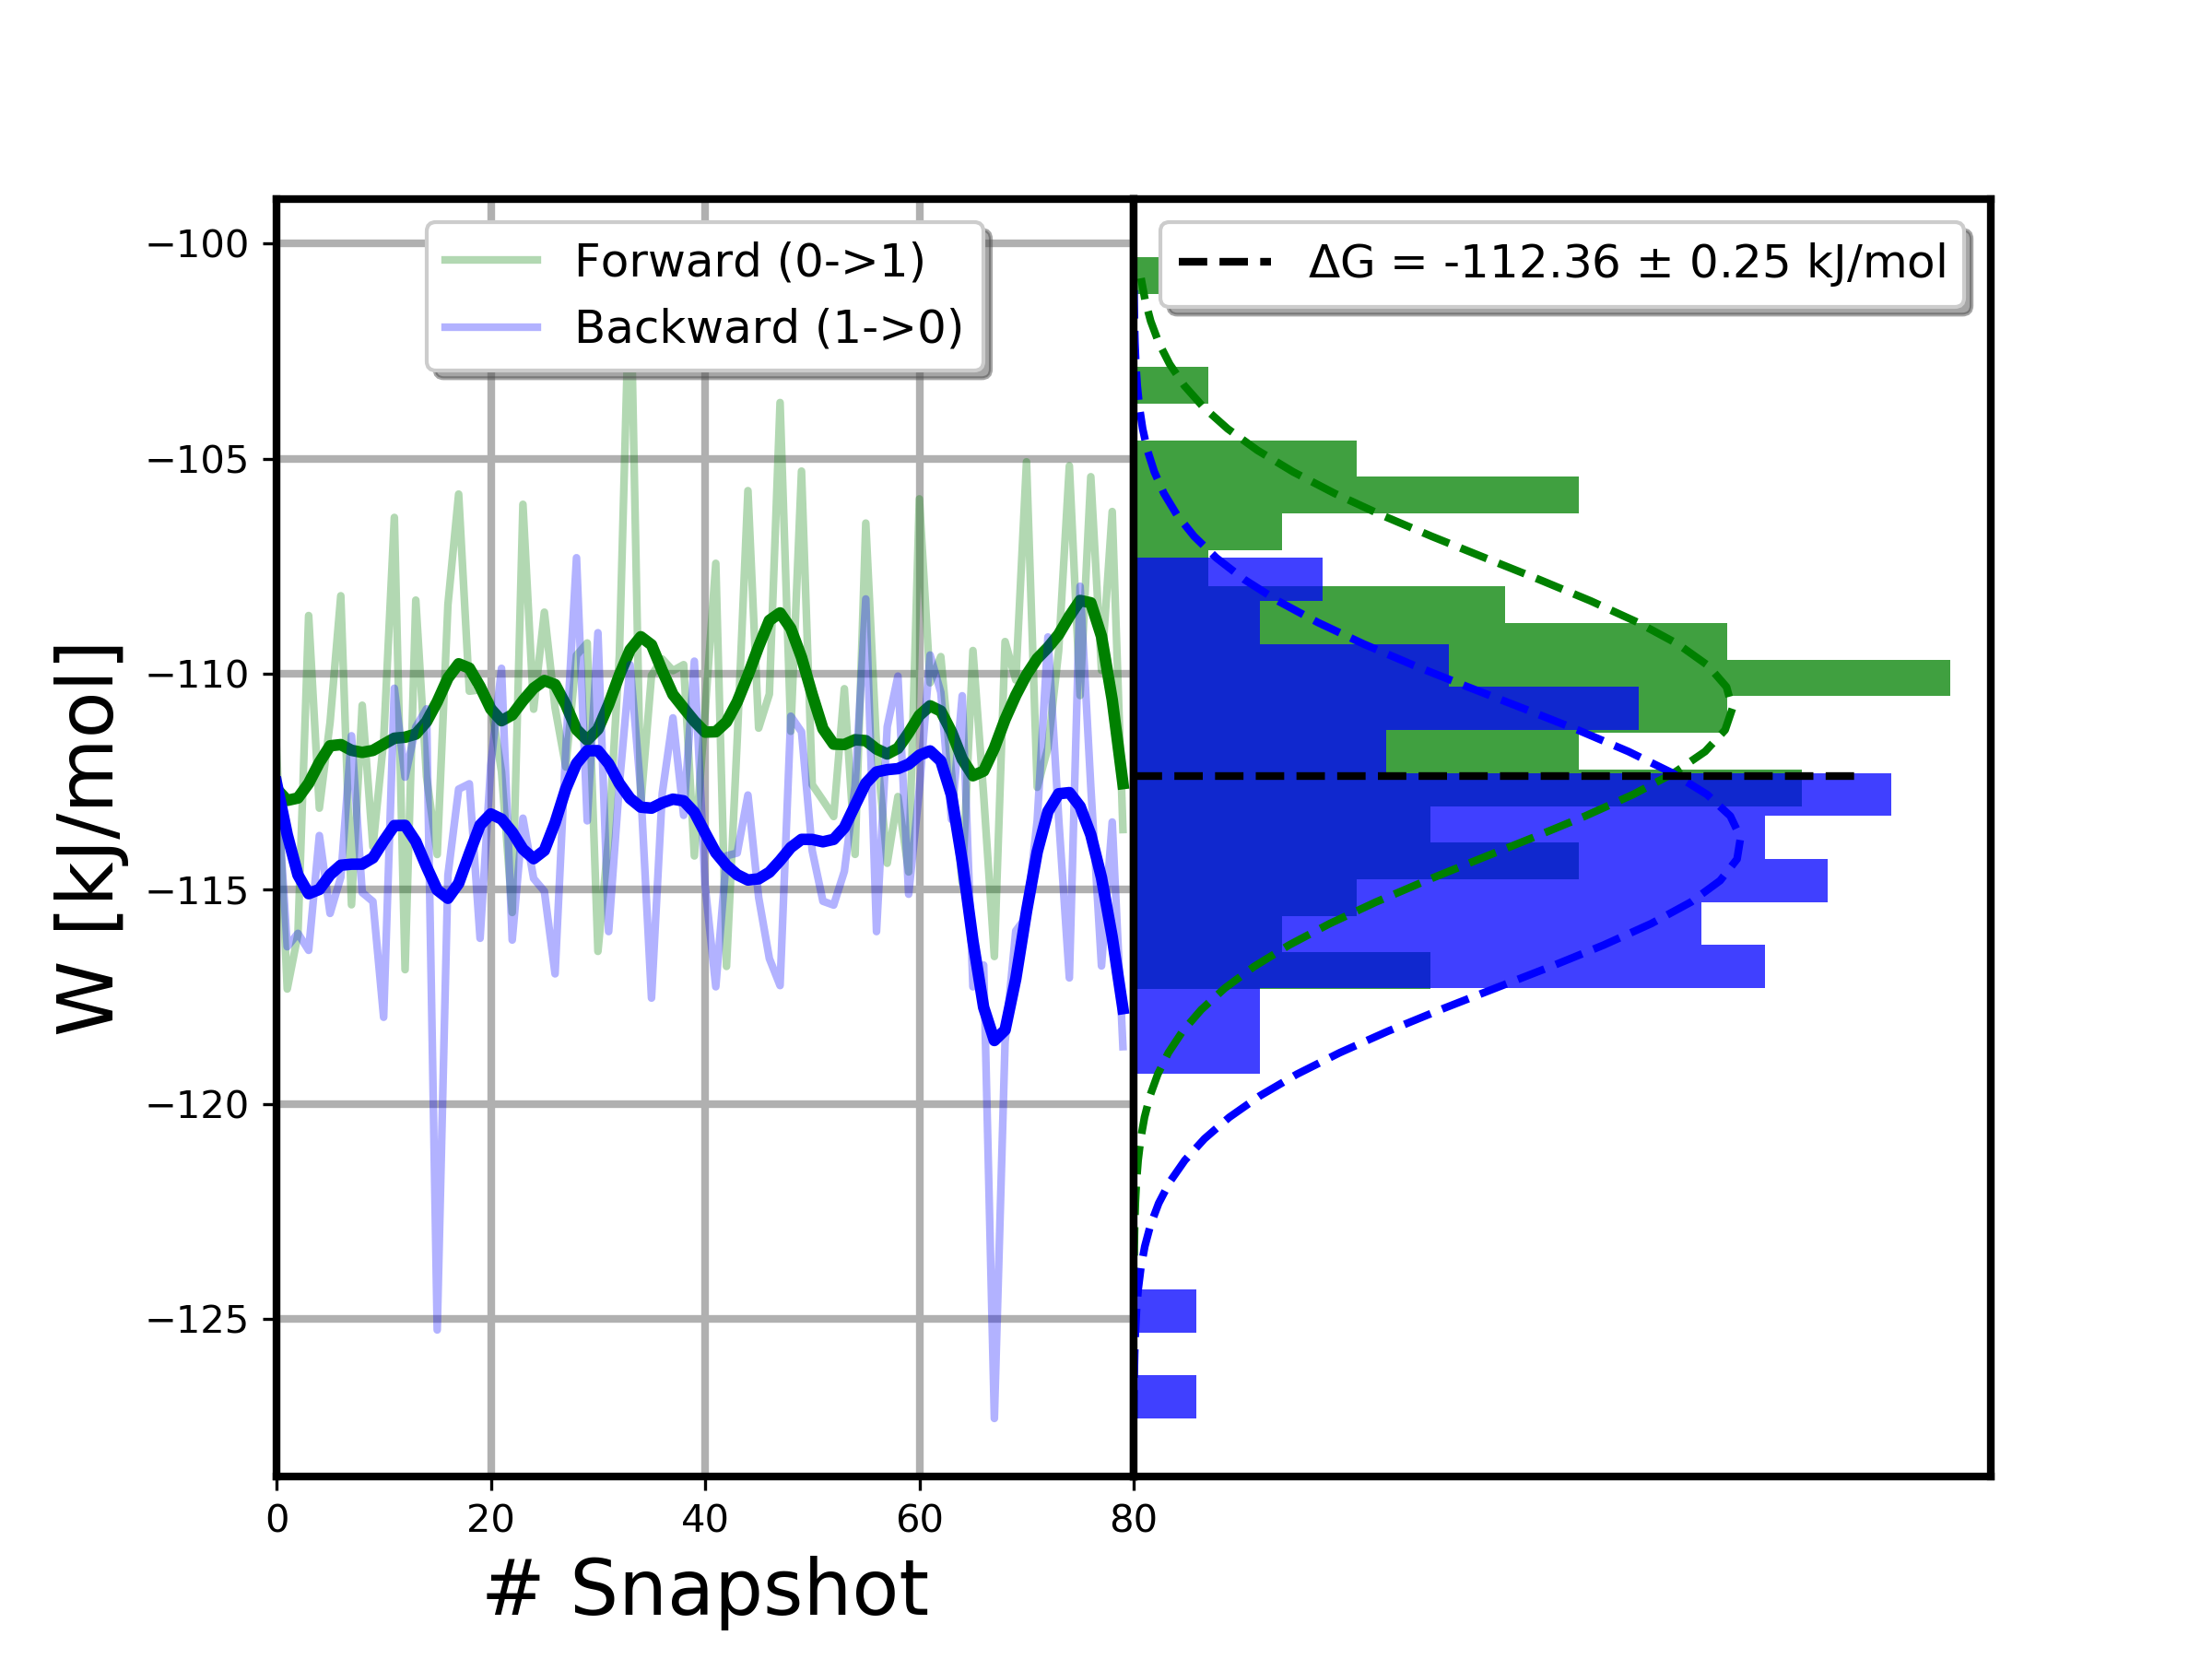 Forward (0->1)
Backward (1->0)
ΔG = -112.36 ± 0.25 kJ/mol
W [kJ/mol]
−100
−105
−110
−115
−120
−125
0 20 40 60 80
# Snapshot